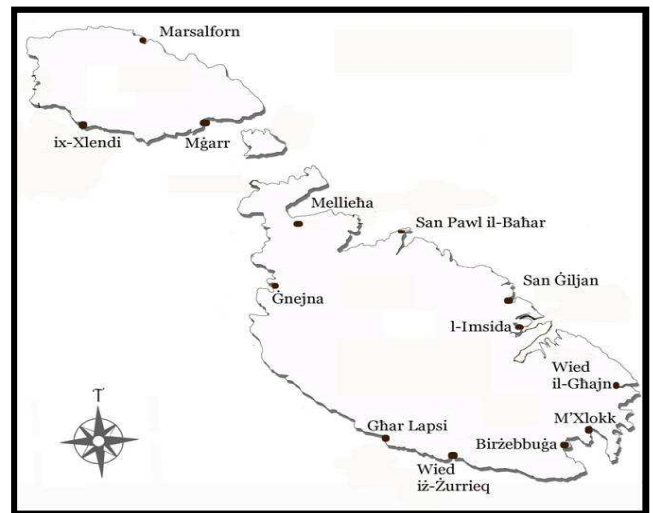 Marsalforn
ix-Xlendi
Mġarr
Mellieħa
San Pawl il-Baħar
Ġnejna
San Ġiljan
l-Imsida
Wied
il-Għajn
M'Xlokk
Għar Lapsi
Birżebbuġa
Wied
iż-Żurrieq
T